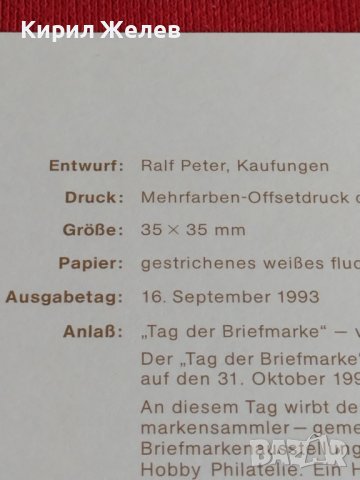 Кирил Желев
Entwurf: Ralf Peter, Kaufungen
Druck: Mehrfarben-Offsetdruck
Größe: 35 × 35 mm
Papier: gestrichenes weißes
Ausgabetag: 16. September 1993
Anlaß: „Tag der Briefmarke“ –
Der „Tag der Briefmarke“
auf den 31. Oktober
An diesem Tag wirbt
markensammler –
Briefmarkenausstellung
Hobby Philatelie. Ein
bazar